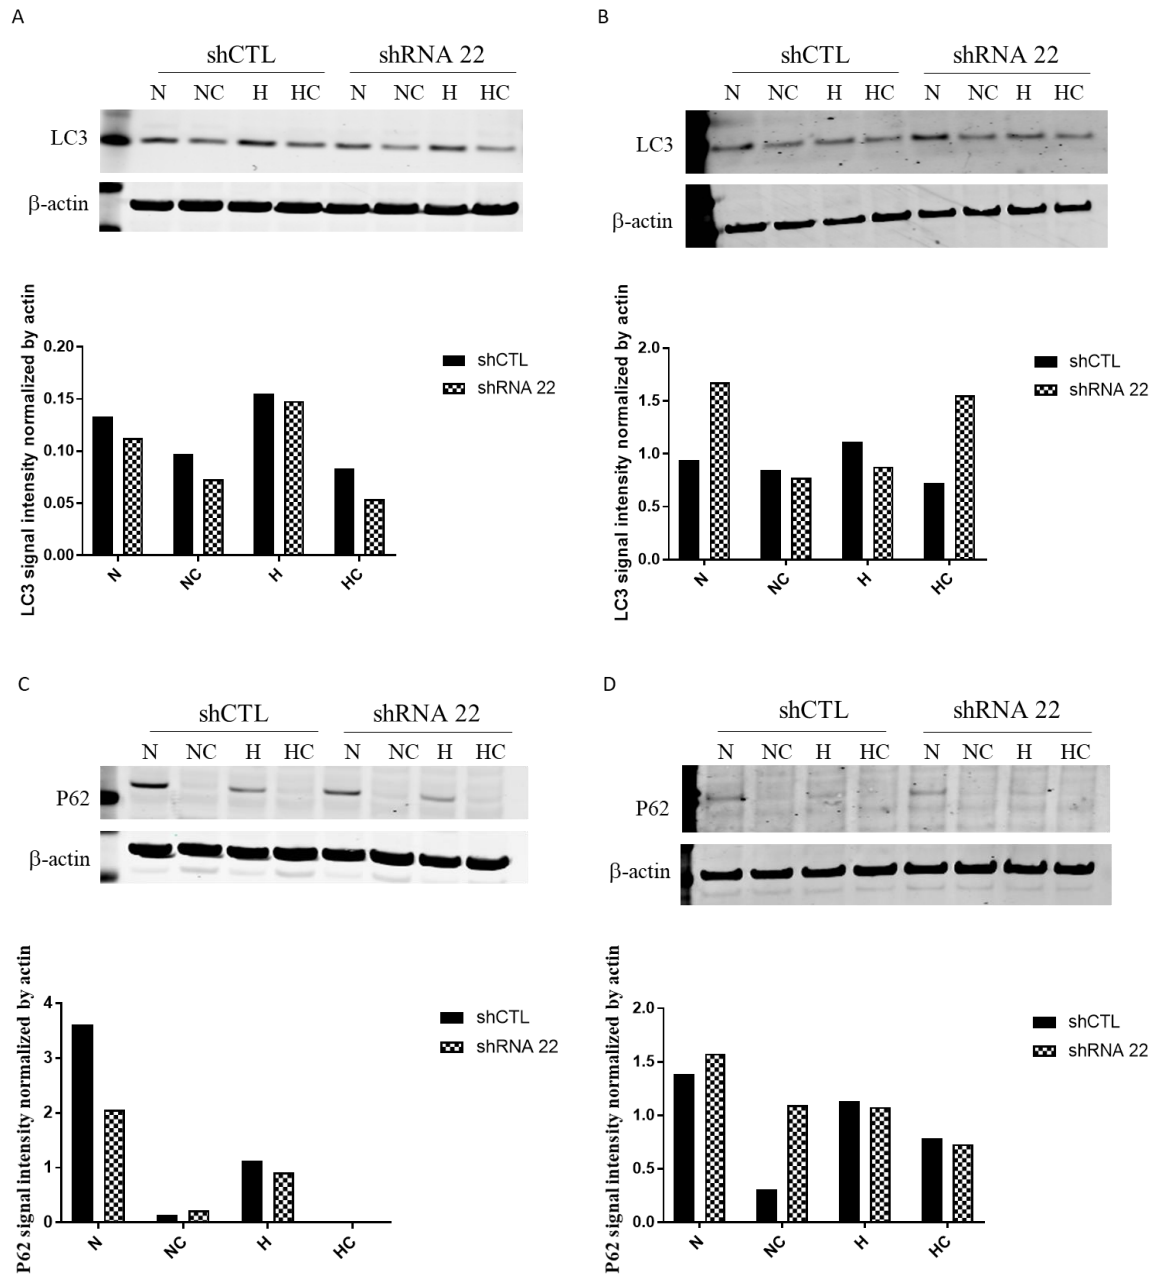 A
shCTL shRNA 22
N NC H HC N NC H HC
LC3
β-actin
LC3 signal intensity normalized by actin
0.20
0.15
0.10
0.05
0.00
N NC H HC
shCTL
shRNA 22
B
shCTL shRNA 22
N NC H HC N NC H HC
LC3
β-actin
LC3 signal intensity normalized by actin
2.0
1.5
1.0
0.5
0.0
N NC H HC
shCTL
shRNA 22
C
shCTL shRNA 22
N NC H HC N NC H HC
P62
β-actin
P62 signal intensity normalized by actin
4
3
2
1
0
N NC H HC
shCTL
shRNA 22
D
shCTL shRNA 22
N NC H HC N NC H HC
P62
β-actin
P62 signal intensity normalized by actin
2.0
1.5
1.0
0.5
0.0
N NC H HC
shCTL
shRNA 22